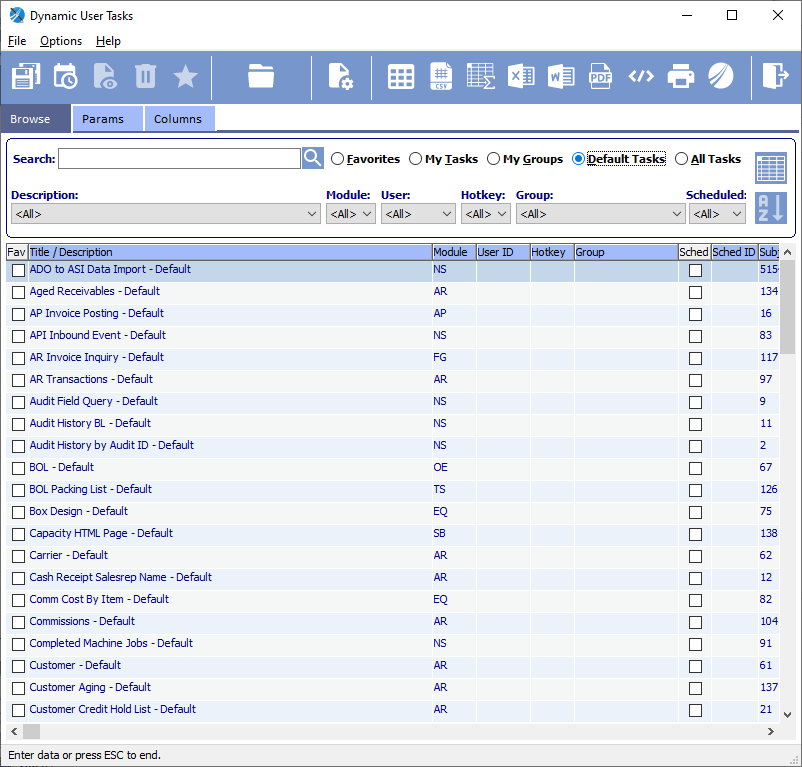 Dynamic User Tasks
File Options Help
CSV X W PDF </>
Browse Params Columns
Search: Favorites My Tasks My Groups Default Tasks All Tasks
Description: Module: User: Hotkey: Group: Scheduled:
<All> <All> <All> <All> <All> <All> A Z
Fav Title / Description Module User ID Hotkey Group Sched Sched ID Subj
ADO to ASI Data Import - Default NS 515
Aged Receivables - Default AR 134
AP Invoice Posting - Default AP 16
API Inbound Event - Default NS 83
AR Invoice Inquiry - Default FG 117
AR Transactions - Default AR 97
Audit Field Query - Default NS 9
Audit History BL - Default NS 11
Audit History by Audit ID - Default NS 2
BOL - Default OE 67
BOL Packing List - Default TS 126
Box Design - Default EQ 75
Capacity HTML Page - Default SB 138
Carrier - Default AR 62
Cash Receipt Salesrep Name - Default AR 12
Comm Cost By Item - Default EQ 82
Commissions - Default AR 104
Completed Machine Jobs - Default NS 91
Customer - Default AR 61
Customer Aging - Default AR 137
Customer Credit Hold List - Default AR 21
Enter data or press ESC to end.